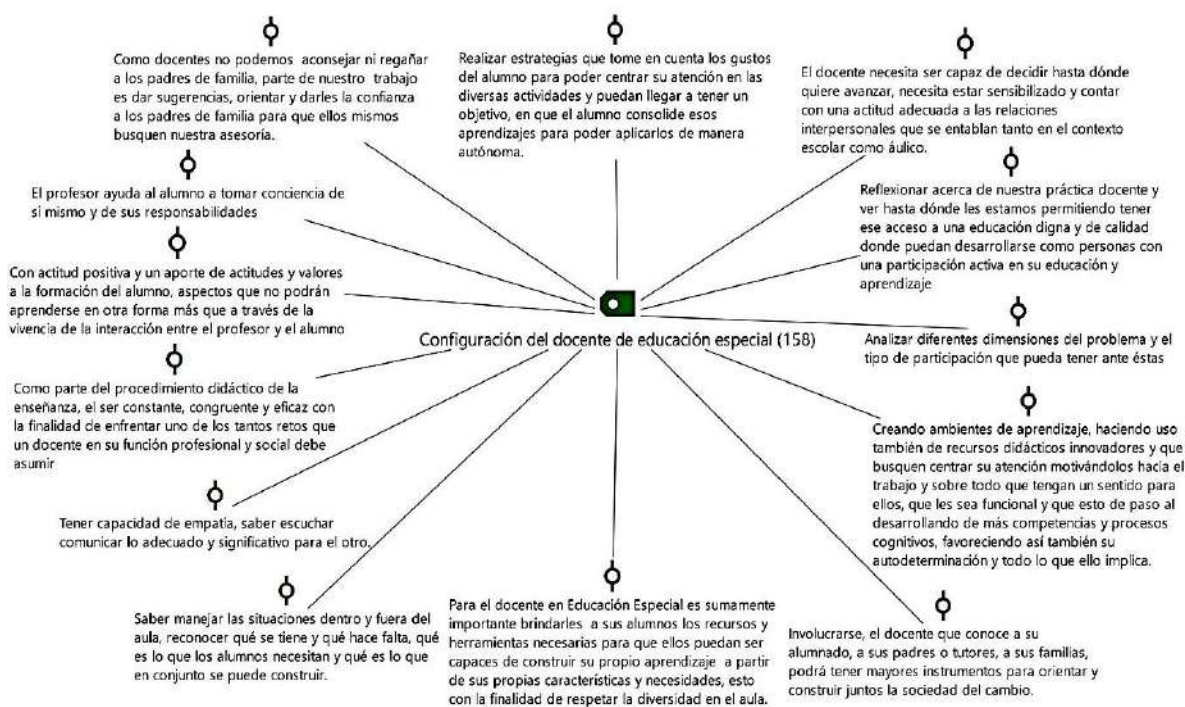 Como docentes no podemos aconsejar ni regañar
a los padres de familia, parte de nuestro trabajo
es dar sugerencias, orientar y darles la confianza
a los padres de familia para que ellos mismos
busquen nuestra asesoría.
Realizar estrategias que tome en cuenta los gustos
del alumno para poder centrar su atención en las
diversas actividades y puedan llegar a tener un
objetivo, en que el alumno consolide esos
aprendizajes para poder aplicarlos de manera
autónoma.
El docente necesita ser capaz de decidir hasta dónde
quiere avanzar, necesita estar sensibilizado y contar
con una actitud adecuada a las relaciones
interpersonales que se entablan tanto en el contexto
escolar como áulico.
El profesor ayuda al alumno a tomar conciencia de
si mismo y de sus responsabilidades
Reflexionar acerca de nuestra práctica docente y
ver hasta dónde les estamos permitiendo tener
ese acceso a una educación digna y de calidad
donde puedan desarrollarse como personas con
una participación activa en su educación y
aprendizaje
Con actitud positiva y un aporte de actitudes y valores
a la formación del alumno, aspectos que no podrán
aprenderse en otra forma más que a través de la
vivencia de la interacción entre el profesor y el alumno
Configuración del docente de educación especial (158)
Analizar diferentes dimensiones del problema y el
tipo de participación que pueda tener ante éstas
Como parte del procedimiento didáctico de la
enseñanza, el ser constante, congruente y eficaz con
la finalidad de enfrentar uno de los tantos retos que
un docente en su función profesional y social debe
asumir
Creando ambientes de aprendizaje, haciendo uso
también de recursos didácticos innovadores y que
busquen centrar su atención motivándolos hacia el
trabajo y sobre todo que tengan un sentido para
ellos, que les sea funcional y que esto de paso al
desarrollando de más competencias y procesos
cognitivos, favoreciendo así también su
autodeterminación y todo lo que ello implica.
Tener capacidad de empatía, saber escuchar
comunicar lo adecuado y significativo para el otro.
Saber manejar las situaciones dentro y fuera del
aula, reconocer qué se tiene y qué hace falta, qué
es lo que los alumnos necesitan y qué es lo que
en conjunto se puede construir.
Para el docente en Educación Especial es sumamente
importante brindarles a sus alumnos los recursos y
herramientas necesarias para que ellos puedan ser
capaces de construir su propio aprendizaje a partir
de sus propias características y necesidades, esto
con la finalidad de respetar la diversidad en el aula.
Involucrarse, el docente que conoce a su
alumnado, a sus padres o tutores, a sus familias,
podrá tener mayores instrumentos para orientar y
construir juntos la sociedad del cambio.